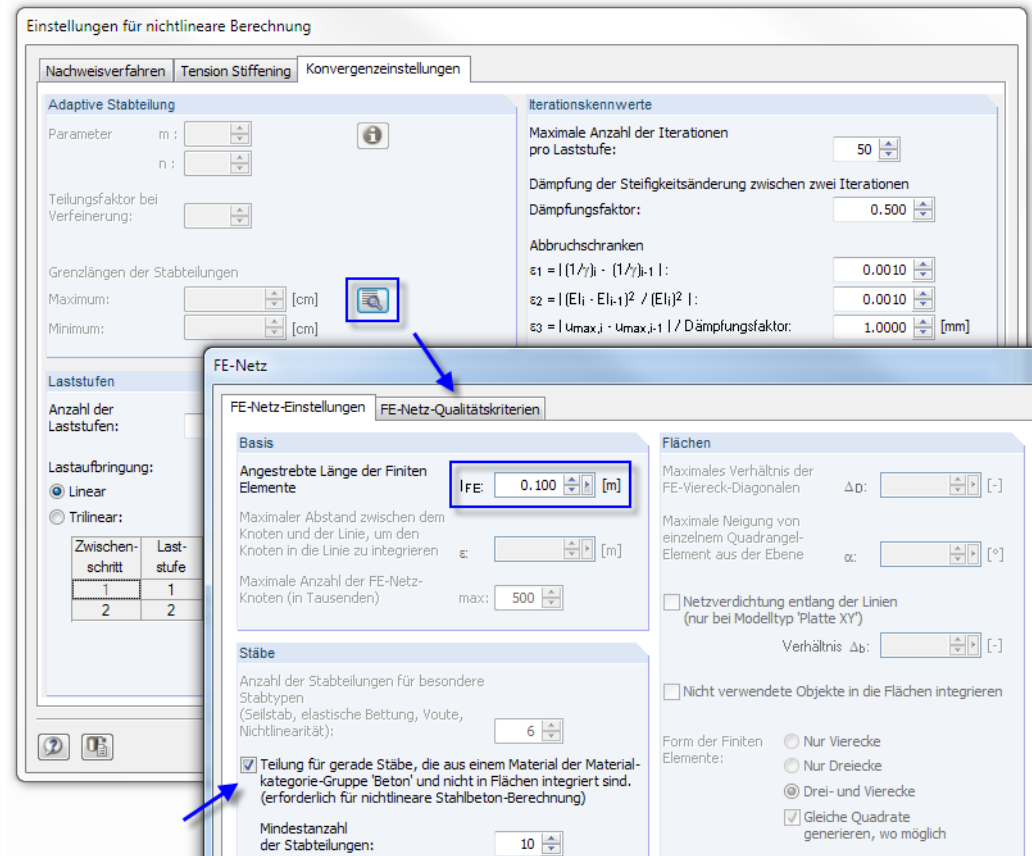 Einstellungen für nichtlineare Berechnung
Nachweisverfahren
Tension Stiffening
Konvergenzeinstellungen
Adaptive Stabteilung
Parameter m :
n :
Teilungsfaktor bei
Verfeinerung:
Grenzlängen der Stabteilungen
Maximum: [cm]
Minimum: [cm]
Iterationskennwerte
Maximale Anzahl der Iterationen
pro Laststufe: 50
Dämpfung der Steifigkeitsänderung zwischen zwei Iterationen
Dämpfungsfaktor: 0.500
Abbruchschranken
ε1 = | (1/γ)i - (1/γ)i-1 | : 0.0010
ε2 = | (EIi - EIi-1)² / (EIi)² | : 0.0010
ε3 = | umax,i - umax,i-1 | / Dämpfungsfaktor: 1.0000 [mm]
Laststufen
Anzahl der
Laststufen:
Lastaufbringung:
Linear
Trilinear:
Zwischen- Last-
schritt stufe
1 1
2 2
FE-Netz
FE-Netz-Einstellungen
FE-Netz-Qualitätskriterien
Basis
Angestrebte Länge der Finiten
Elemente lFE: 0.100 [m]
Maximaler Abstand zwischen dem
Knoten und der Linie, um den
Knoten in die Linie zu integrieren ε: [m]
Maximale Anzahl der FE-Netz-
Knoten (in Tausenden) max: 500
Stäbe
Anzahl der Stabteilungen für besondere
Stabtypen
(Seilstab, elastische Bettung, Voute,
Nichtlinearität): 6
Teilung für gerade Stäbe, die aus einem Material der Material-
kategorie-Gruppe 'Beton' und nicht in Flächen integriert sind.
(erforderlich für nichtlineare Stahlbeton-Berechnung)
Mindestanzahl
der Stabteilungen: 10
Flächen
Maximales Verhältnis der
FE-Viereck-Diagonalen ΔD: [-]
Maximale Neigung von
einzelnem Quadrangel-
Element aus der Ebene α: [°]
Netzverdichtung entlang der Linien
(nur bei Modelltyp 'Platte XY')
Verhältnis Δb: [-]
Nicht verwendete Objekte in die Flächen integrieren
Form der Finiten
Elemente:
Nur Vierecke
Nur Dreiecke
Drei- und Vierecke
Gleiche Quadrate
generieren, wo möglich